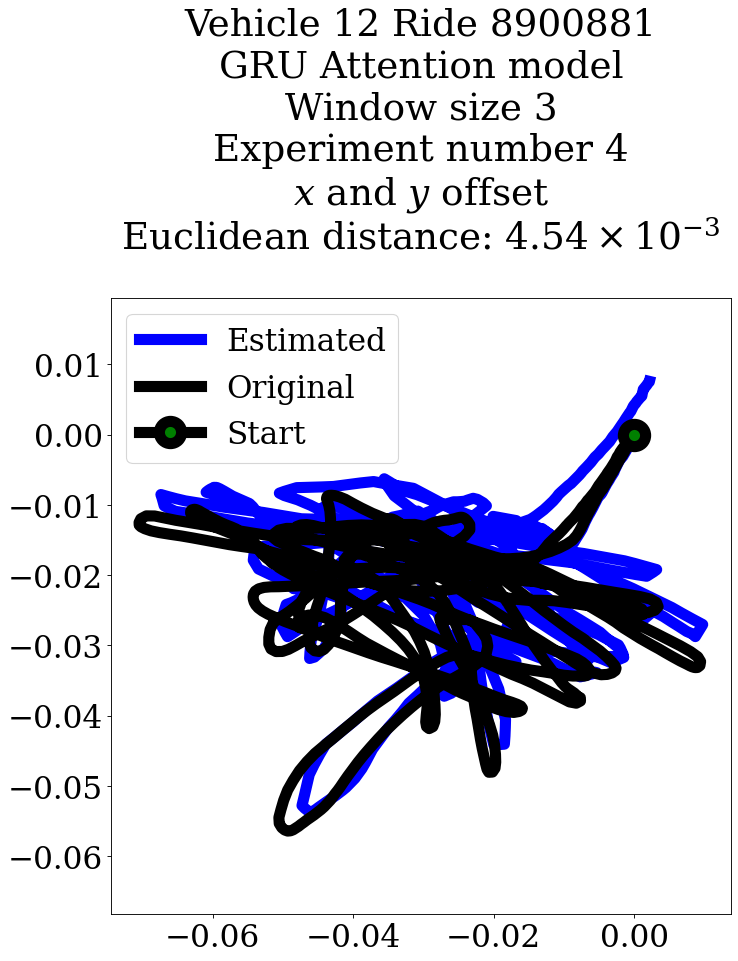 Vehicle 12 Ride 8900881
GRU Attention model
Window size 3
Experiment number 4
x and y offset
Euclidean distance: 4.54 × 10⁻³
Estimated
Original
Start
0.01
0.00
−0.01
−0.02
−0.03
−0.04
−0.05
−0.06
−0.06 −0.04 −0.02 0.00